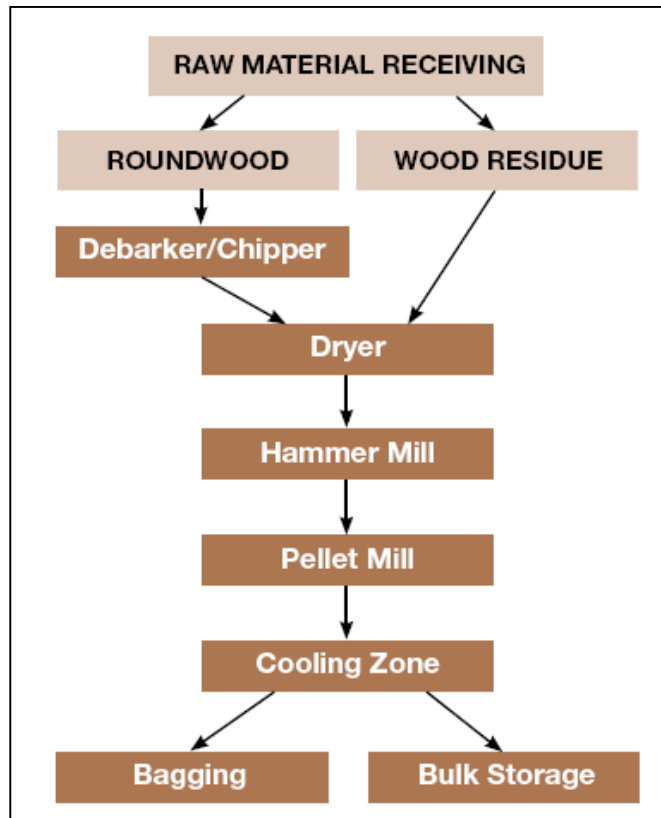 RAW MATERIAL RECEIVING
ROUNDWOOD
WOOD RESIDUE
Debarker/Chipper
Dryer
Hammer Mill
Pellet Mill
Cooling Zone
Bagging
Bulk Storage